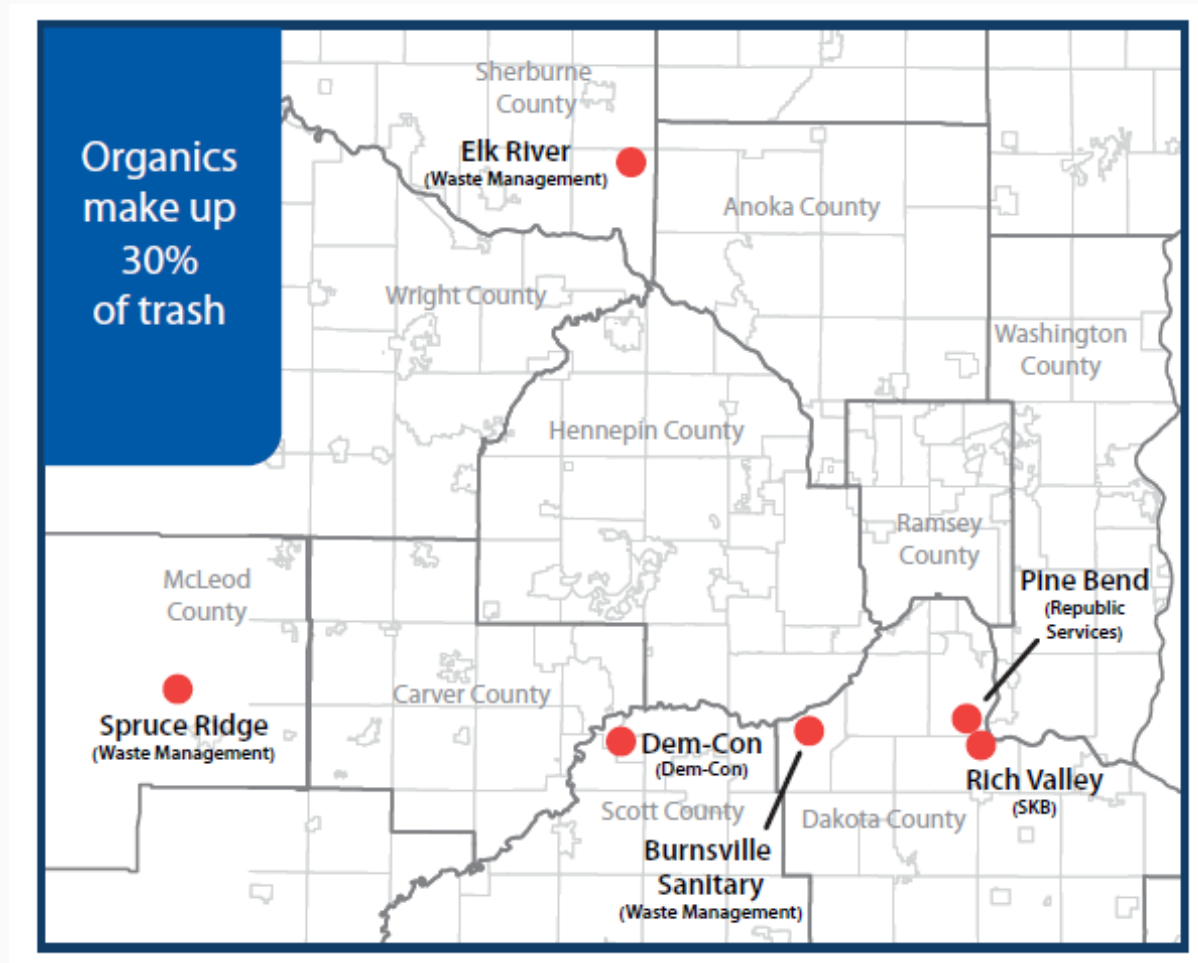 Organics
make up
30%
of trash
Sherburne
County
Elk River
(Waste Management)
Anoka County
Wright County
Washington
County
Hennepin County
Ramsey
County
McLeod
County
Pine Bend
(Republic
Services)
Carver County
Spruce Ridge
(Waste Management)
Dem-Con
(Dem-Con)
Rich Valley
(SKB)
Scott County
Dakota County
Burnsville
Sanitary
(Waste Management)